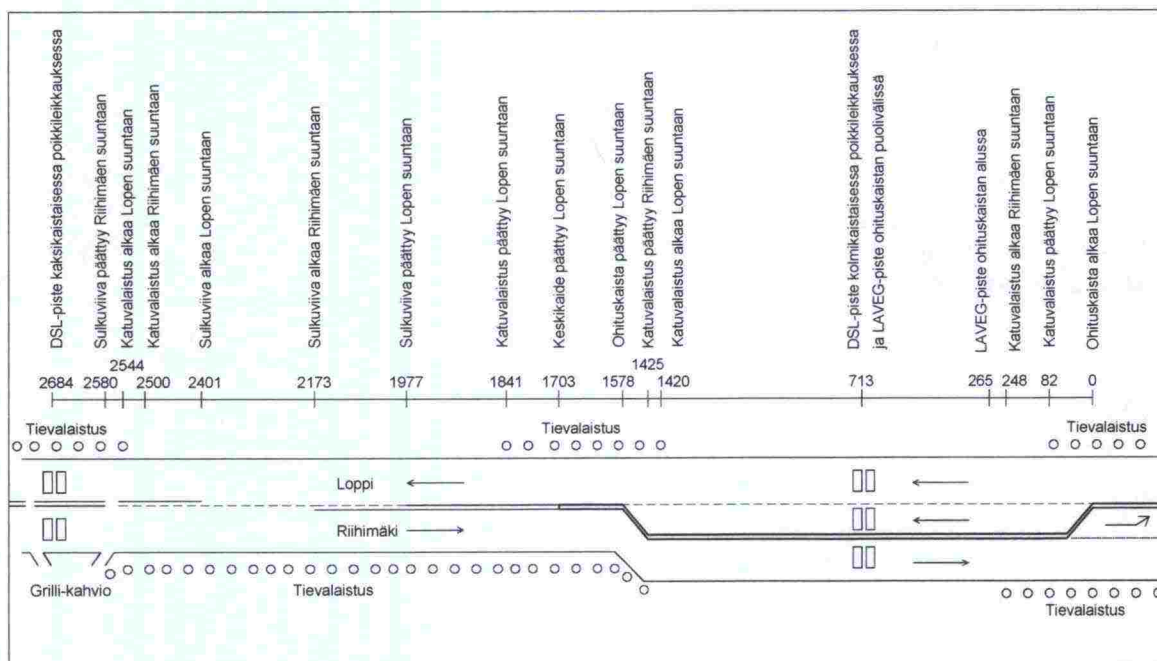 DSL-piste kaksikaistaisessa poikkileikkauksessa
Sulkuviiva päättyy Riihimäen suuntaan
Katuvalaistus alkaa Lopen suuntaan
Katuvalaistus alkaa Riihimäen suuntaan
Sulkuviiva alkaa Lopen suuntaan
Sulkuviiva alkaa Riihimäen suuntaan
Sulkuviiva päättyy Lopen suuntaan
Katuvalaistus päättyy Lopen suuntaan
Keskikaide päättyy Lopen suuntaan
Ohituskaista päättyy Lopen suuntaan
Katuvalaistus päättyy Riihimäen suuntaan
Katuvalaistus alkaa Lopen suuntaan
DSL-piste kolmikaistaisessa poikkileikkauksessa
ja LAVEG-piste ohituskaistan puolivälissä
LAVEG-piste ohituskaistan alussa
Katuvalaistus alkaa Riihimäen suuntaan
Katuvalaistus päättyy Lopen suuntaan
Ohituskaista alkaa Lopen suuntaan
2544 1425
2684 2580 2500 2401 2173 1977 1841 1703 1578 1420 713 265 248 82 0
Tievalaistus Tievalaistus Tievalaistus
Loppi
Riihimäki
Grilli-kahvio Tievalaistus
Tievalaistus